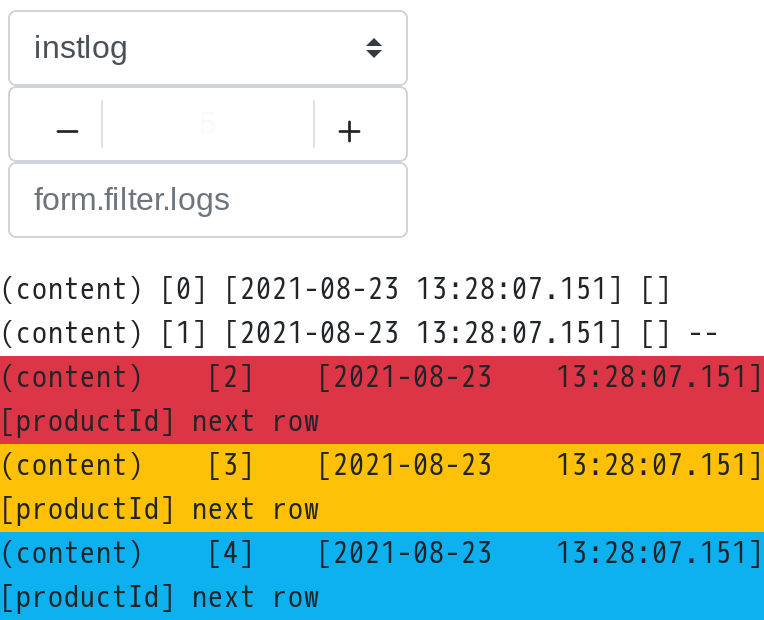 instlog
− 5 +
form.filter.logs
(content) [0] [2021-08-23 13:28:07.151] []
(content) [1] [2021-08-23 13:28:07.151] [] --
(content) [2] [2021-08-23 13:28:07.151]
[productId] next row
(content) [3] [2021-08-23 13:28:07.151]
[productId] next row
(content) [4] [2021-08-23 13:28:07.151]
[productId] next row